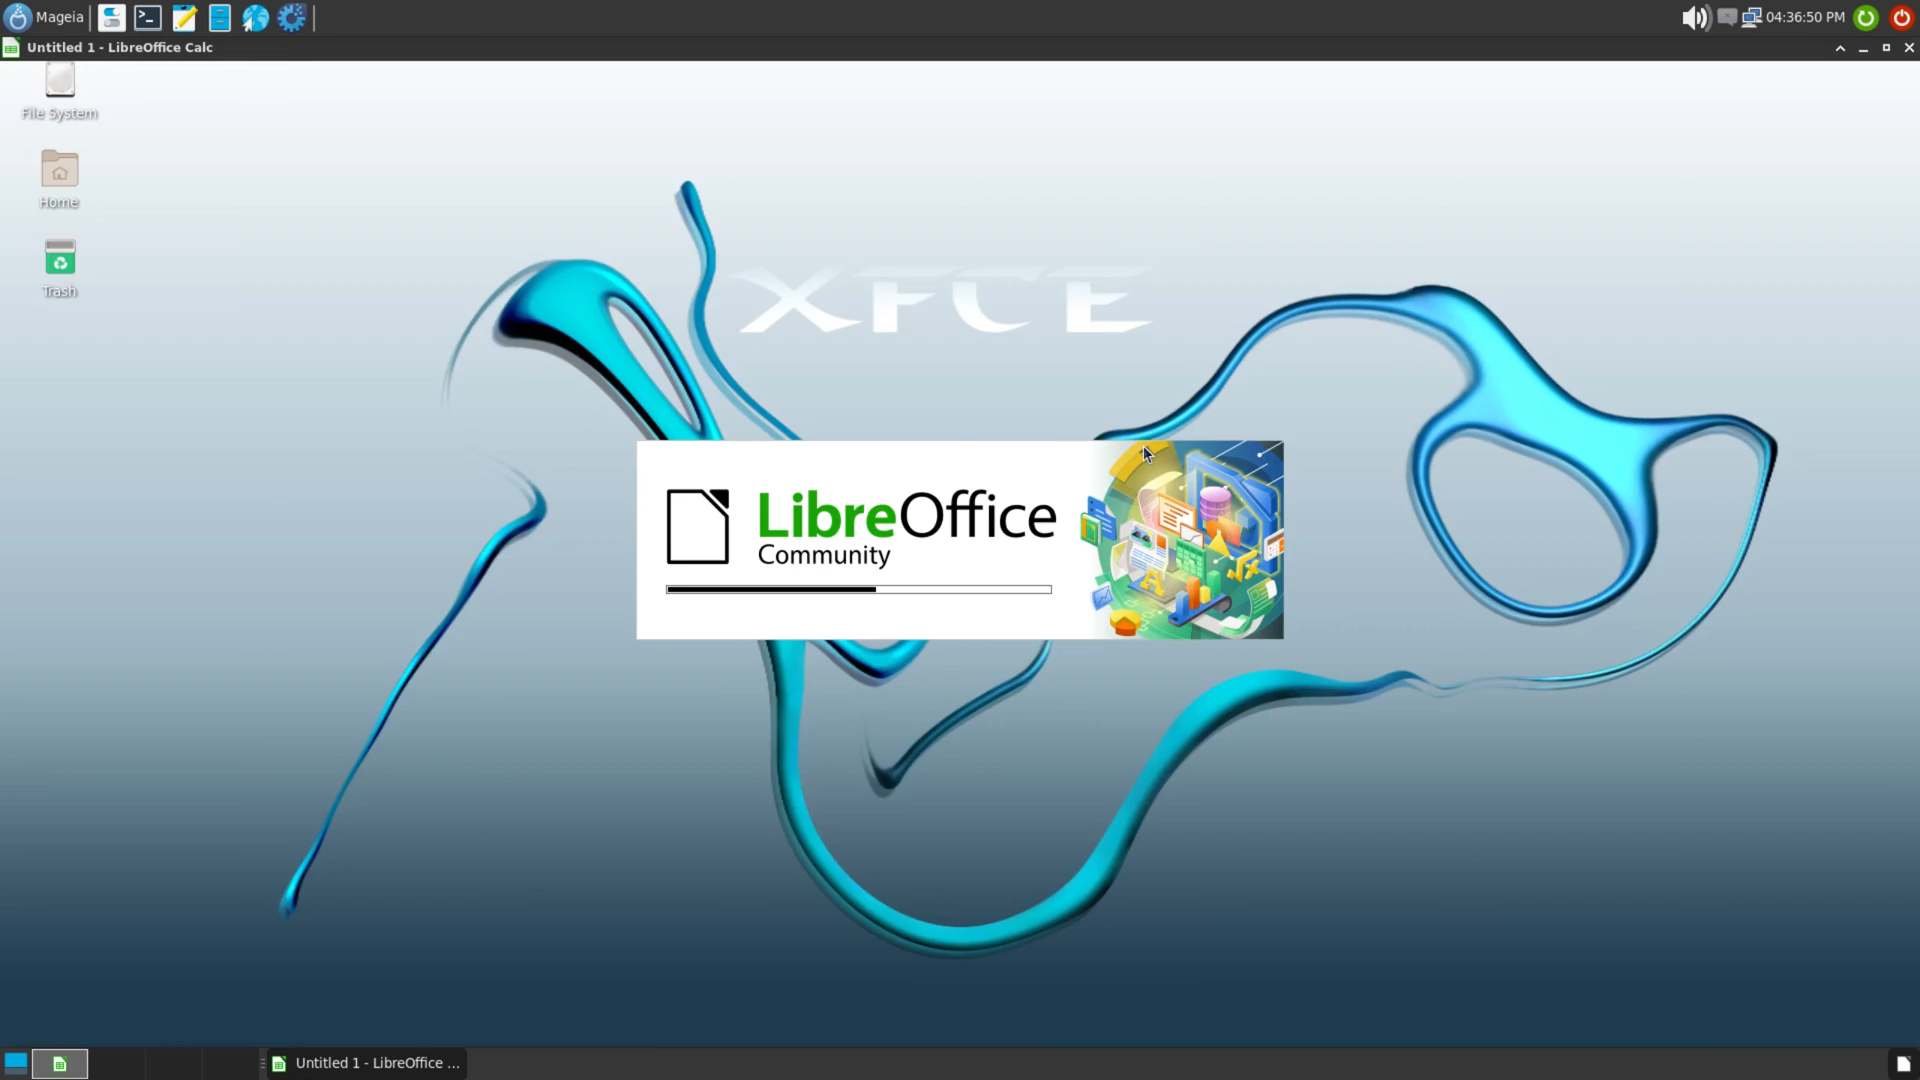 Mageia
04:36:50 PM
Untitled 1 - LibreOffice Calc
File System
Home
Trash
XFCE
LibreOffice
Community
Untitled 1 - LibreOffice ...